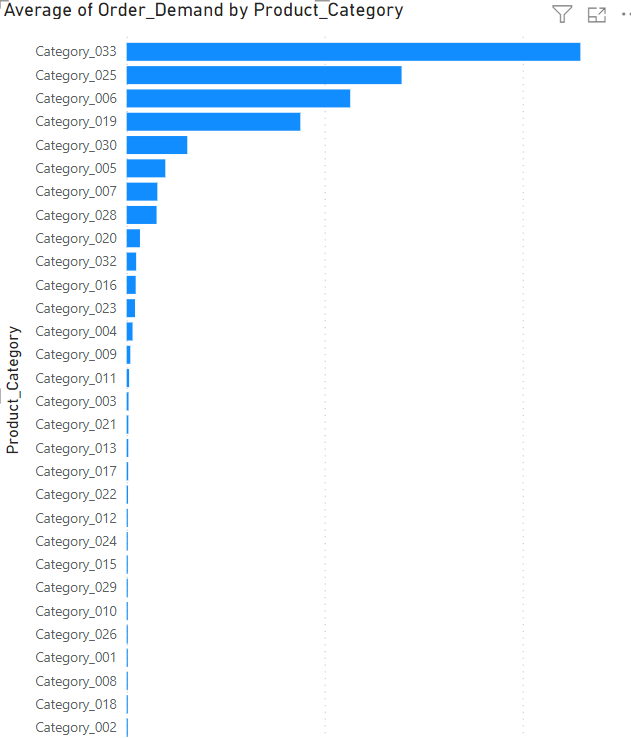 Average of Order_Demand by Product_Category
Product_Category
Category_033
Category_025
Category_006
Category_019
Category_030
Category_005
Category_007
Category_028
Category_020
Category_032
Category_016
Category_023
Category_004
Category_009
Category_011
Category_003
Category_021
Category_013
Category_017
Category_022
Category_012
Category_024
Category_015
Category_029
Category_010
Category_026
Category_001
Category_008
Category_018
Category_002